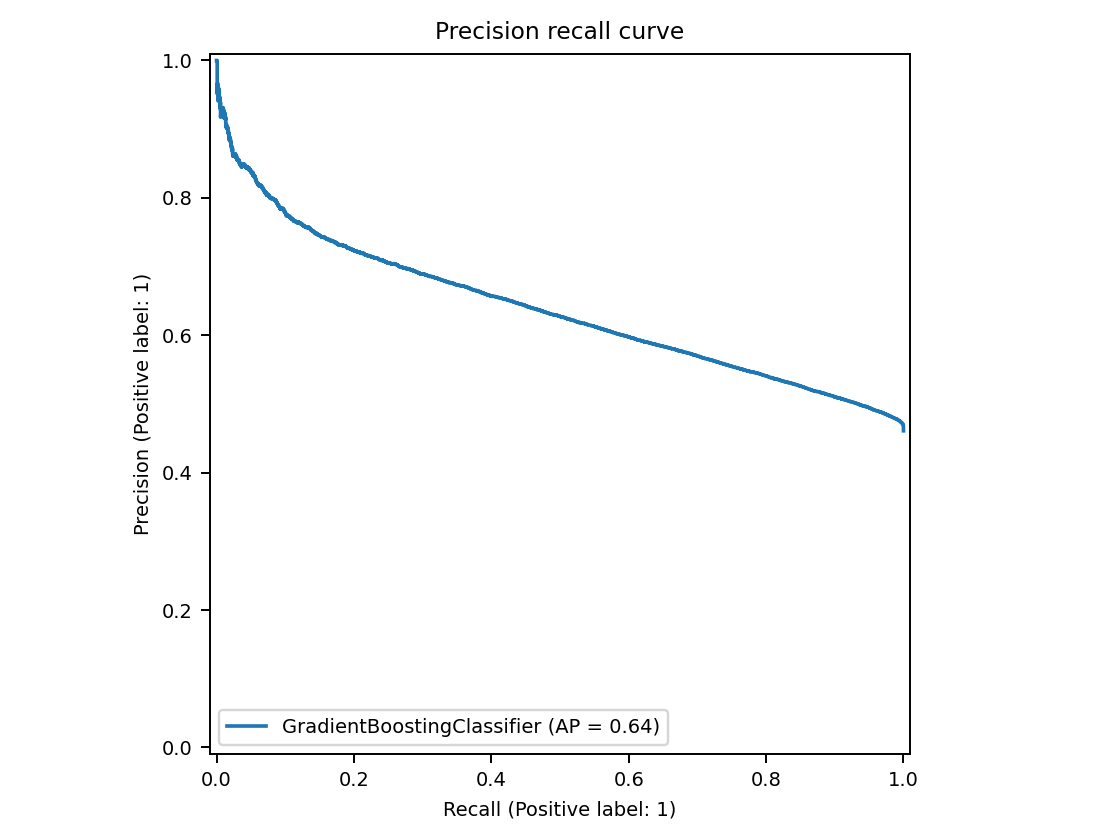 Precision recall curve
1.0
0.8
0.6
0.4
0.2
0.0
Precision (Positive label: 1)
GradientBoostingClassifier (AP = 0.64)
0.0 0.2 0.4 0.6 0.8 1.0
Recall (Positive label: 1)